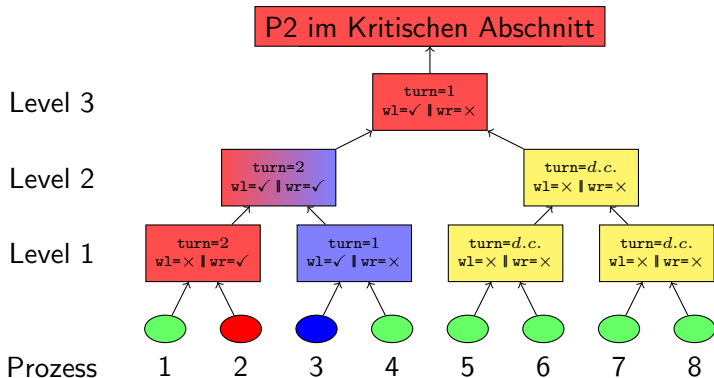 P2 im Kritischen Abschnitt
Level 3
turn=1
wl=✓ ‖ wr=×
Level 2
turn=2
wl=✓ ‖ wr=✓
turn=d.c.
wl=× ‖ wr=×
Level 1
turn=2
wl=× ‖ wr=✓
turn=1
wl=✓ ‖ wr=×
turn=d.c.
wl=× ‖ wr=×
turn=d.c.
wl=× ‖ wr=×
Prozess 1 2 3 4 5 6 7 8